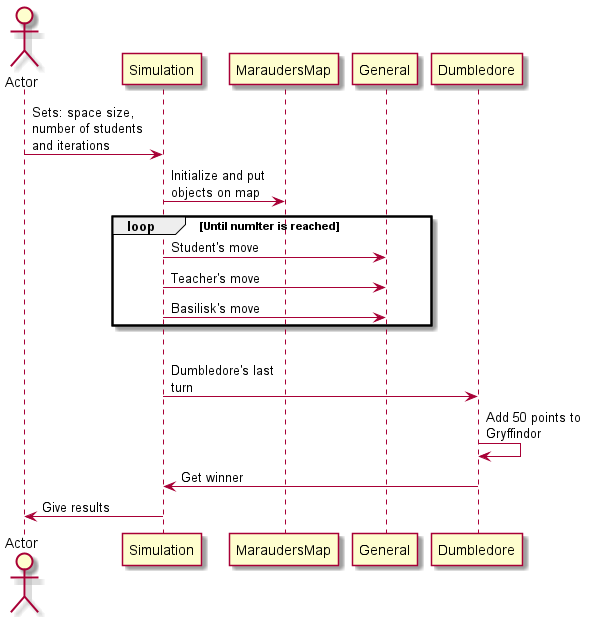 Actor
Simulation
MaraudersMap
General
Dumbledore
Sets: space size,
number of students
and iterations
Initialize and put
objects on map
loop
[Until numIter is reached]
Student's move
Teacher's move
Basilisk's move
Dumbledore's last
turn
Add 50 points to
Gryffindor
Get winner
Give results
Actor
Simulation
MaraudersMap
General
Dumbledore